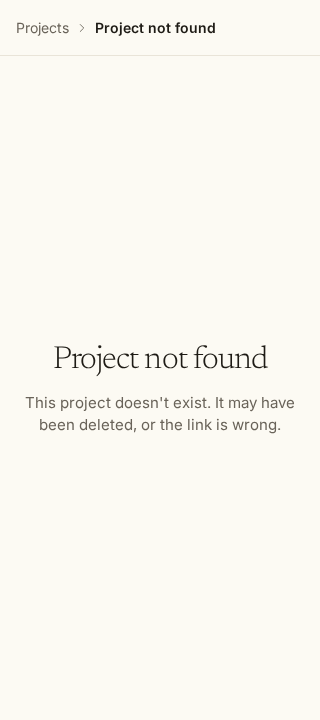 Projects > Project not found
Project not found
This project doesn't exist. It may have
been deleted, or the link is wrong.